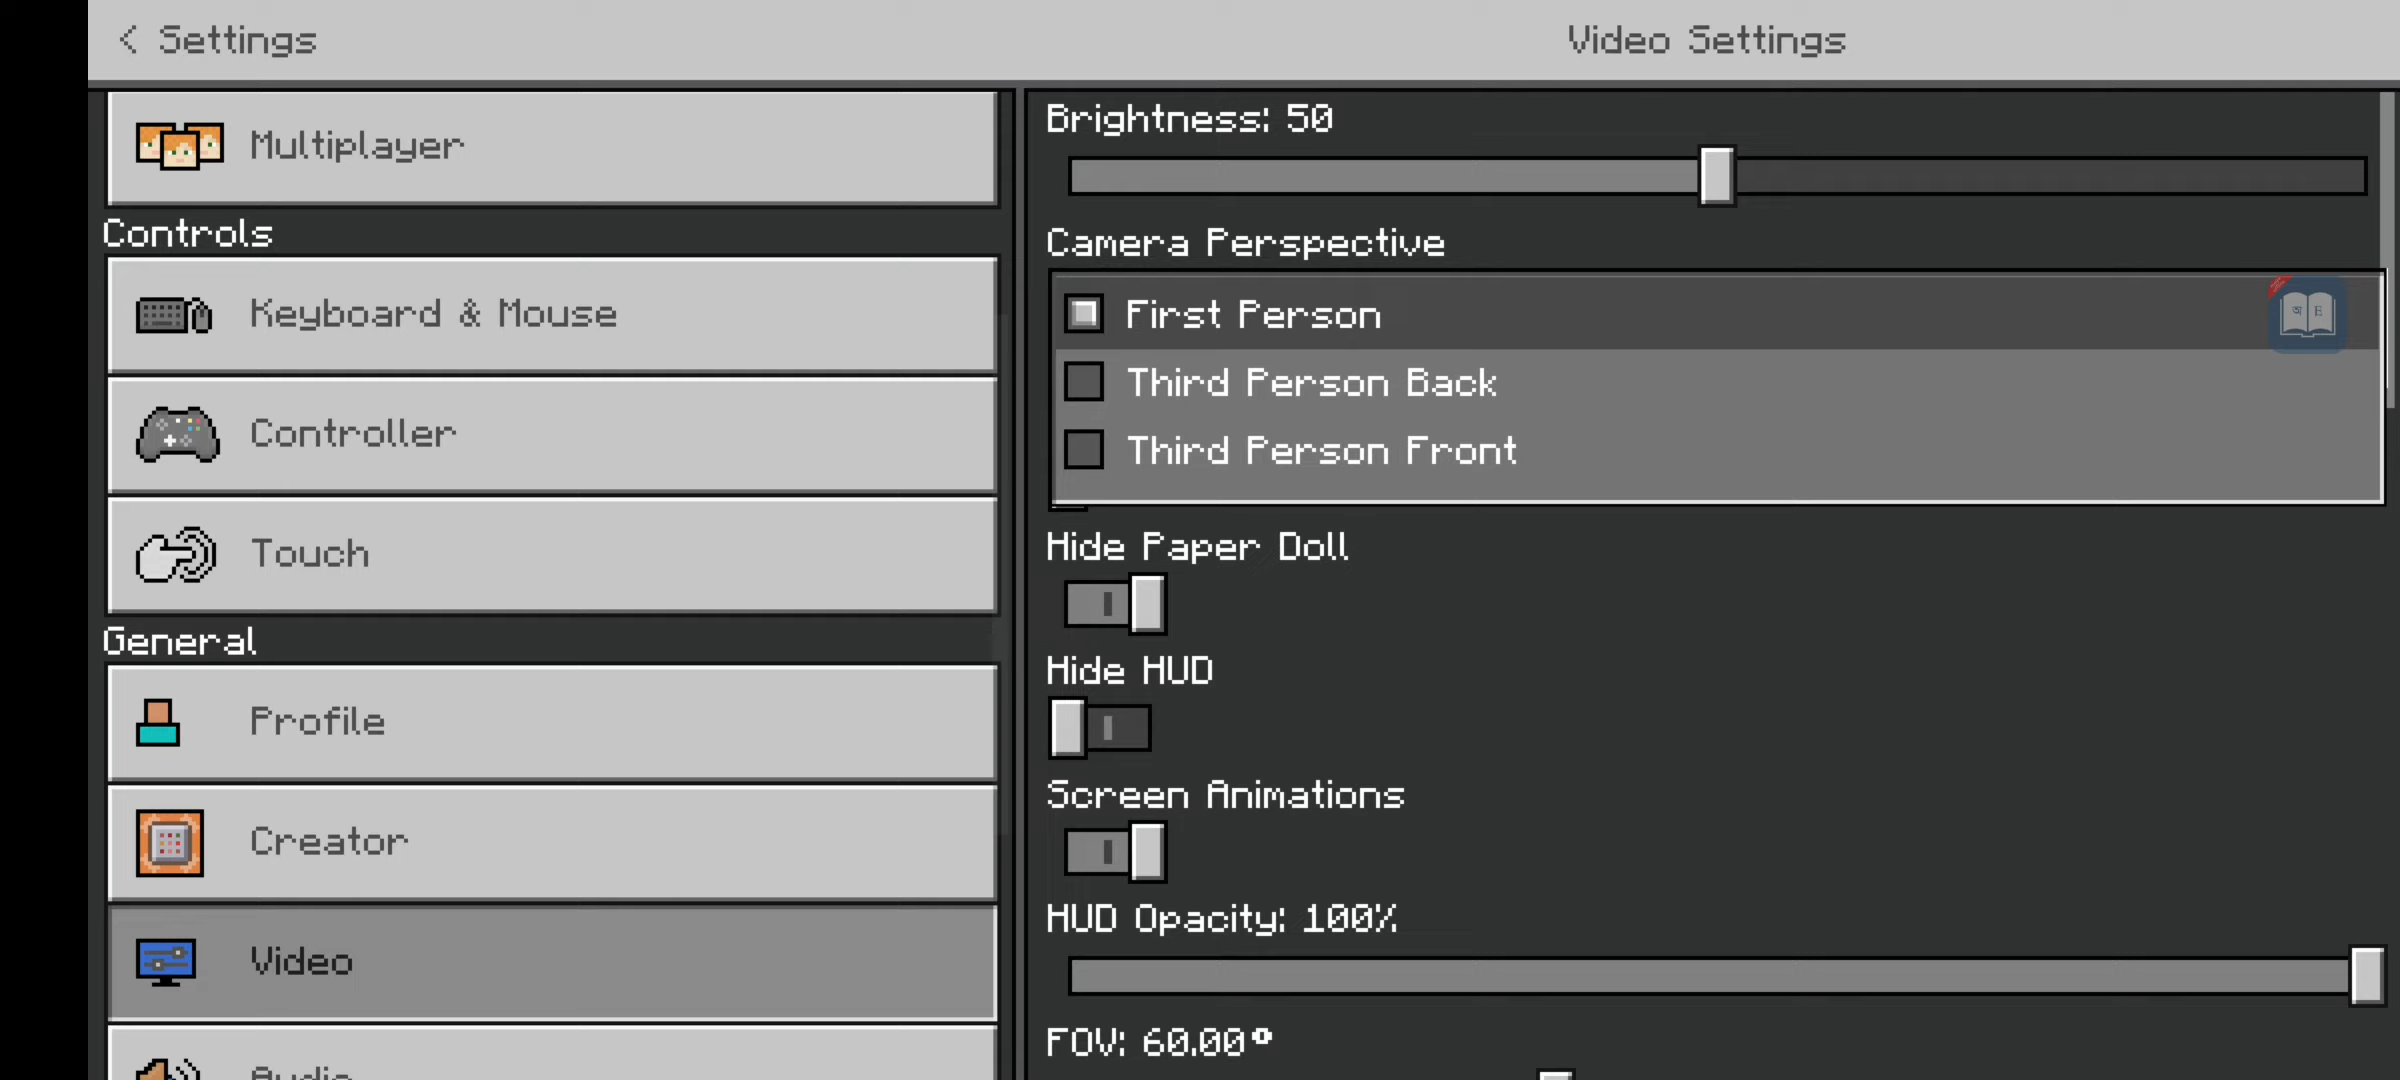 Settings
Video Settings
Multiplayer
Controls
Keyboard & Mouse
Controller
Touch
General
Profile
Creator
Video
Audio
Brightness: 50
Camera Perspective
First Person
Third Person Back
Third Person Front
Hide Paper Doll
Hide HUD
Screen Animations
HUD Opacity: 100%
FOV: 60.00°
অ E